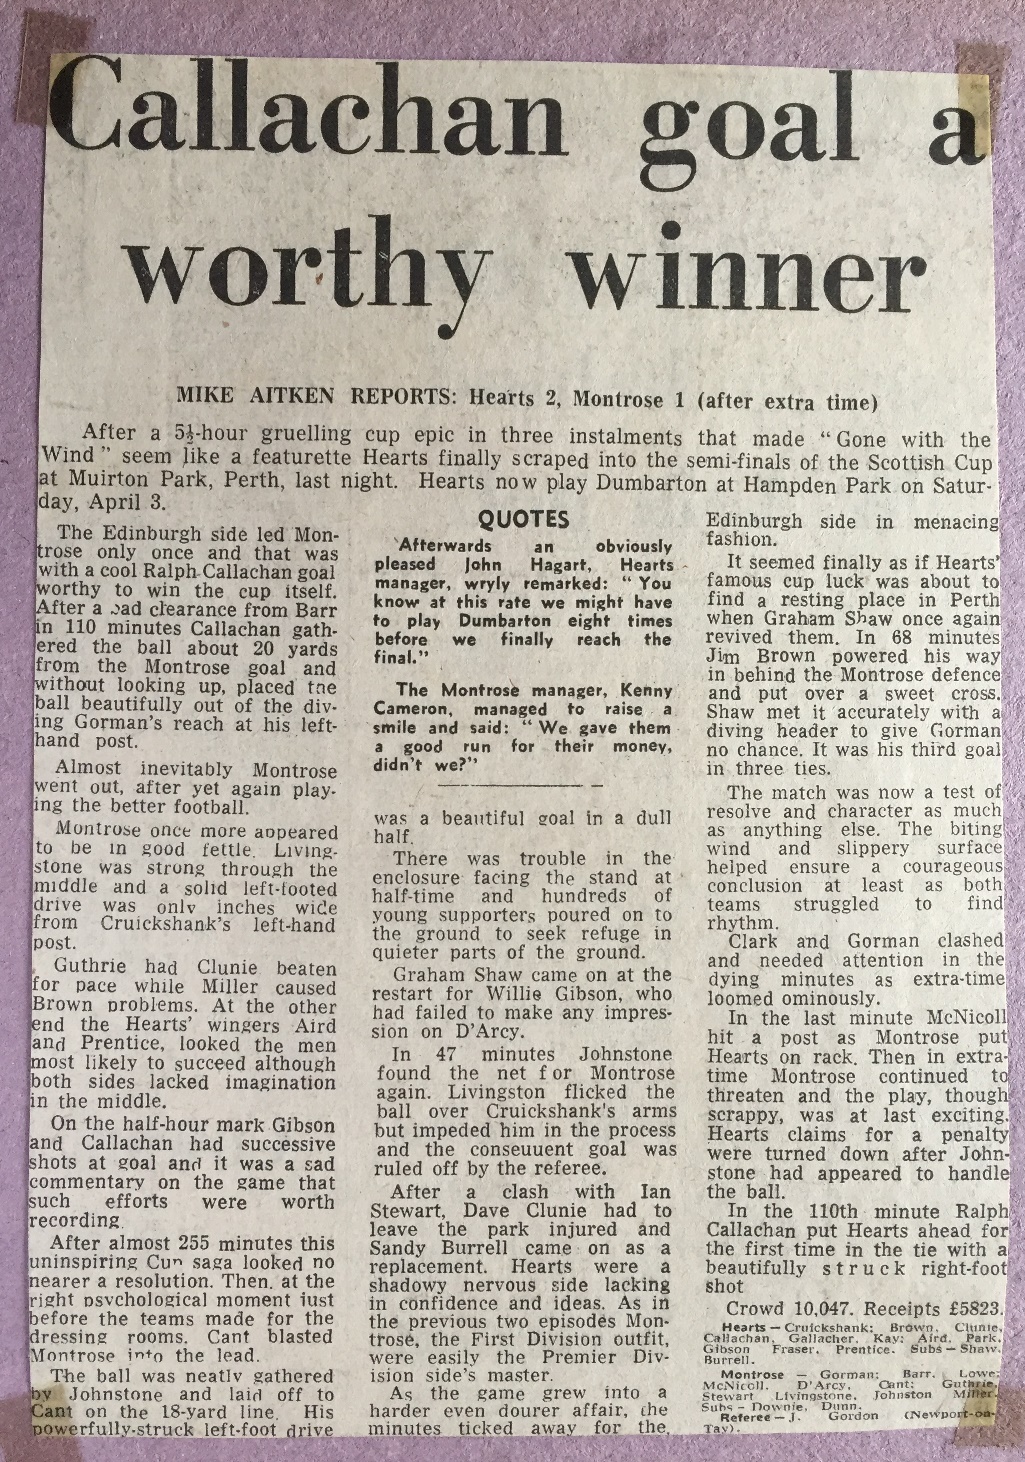 Callachan goal a
worthy winner
MIKE AITKEN REPORTS: Hearts 2, Montrose 1 (after extra time)
After a 5½-hour gruelling cup epic in three instalments that made "Gone with the
Wind" seem like a featurette Hearts finally scraped into the semi-finals of the Scottish Cup
at Muirton Park, Perth, last night. Hearts now play Dumbarton at Hampden Park on Satur-
day, April 3.
The Edinburgh side led Mon-
trose only once and that was
with a cool Ralph Callachan goal
worthy to win the cup itself.
After a bad clearance from Barr
in 110 minutes Callachan gath-
ered the ball about 20 yards
from the Montrose goal and
without looking up, placed the
ball beautifully out of the div-
ing Gorman's reach at his left-
hand post.
Almost inevitably Montrose
went out, after yet again play-
ing the better football.
Montrose once more appeared
to be in good fettle. Living-
stone was strong through the
middle and a solid left-footed
drive was only inches wide
from Cruickshank's left-hand
post.
Guthrie had Clunie beaten
for pace while Miller caused
Brown problems. At the other
end the Hearts' wingers Aird
and Prentice, looked the men
most likely to succeed although
both sides lacked imagination
in the middle.
On the half-hour mark Gibson
and Callachan had successive
shots at goal and it was a sad
commentary on the game that
such efforts were worth
recording.
After almost 255 minutes this
uninspiring Cup saga looked no
nearer a resolution. Then, at the
right psychological moment just
before the teams made for the
dressing rooms. Cant blasted
Montrose into the lead.
The ball was neatly gathered
by Johnstone and laid off to
Cant on the 18-yard line. His
powerfully-struck left-foot drive
QUOTES
Afterwards an obviously
pleased John Hagart, Hearts
manager, wryly remarked: "You
know at this rate we might have
to play Dumbarton eight times
before we finally reach the
final."
The Montrose manager, Kenny
Cameron, managed to raise a
smile and said: "We gave them
a good run for their money,
didn't we?"
was a beautiful goal in a dull
half.
There was trouble in the
enclosure facing the stand at
half-time and hundreds of
young supporters poured on to
the ground to seek refuge in
quieter parts of the ground.
Graham Shaw came on at the
restart for Willie Gibson, who
had failed to make any impres-
sion on D'Arcy.
In 47 minutes Johnstone
found the net for Montrose
again. Livingston flicked the
ball over Cruickshank's arms
but impeded him in the process
and the conseuuent goal was
ruled off by the referee.
After a clash with Ian
Stewart, Dave Clunie had to
leave the park injured and
Sandy Burrell came on as a
replacement. Hearts were a
shadowy nervous side lacking
in confidence and ideas. As in
the previous two episodes Mon-
trose, the First Division outfit,
were easily the Premier Div-
ision side's master.
As the game grew into a
harder even dourer affair, the
minutes ticked away for the
Edinburgh side in menacing
fashion.
It seemed finally as if Hearts'
famous cup luck was about to
find a resting place in Perth
when Graham Shaw once again
revived them. In 68 minutes
Jim Brown powered his way
in behind the Montrose defence
and put over a sweet cross.
Shaw met it accurately with a
diving header to give Gorman
no chance. It was his third goal
in three ties.
The match was now a test of
resolve and character as much
as anything else. The biting
wind and slippery surface
helped ensure a courageous
conclusion at least as both
teams struggled to find
rhythm.
Clark and Gorman clashed
and needed attention in the
dying minutes as extra-time
loomed ominously.
In the last minute McNicoll
hit a post as Montrose put
Hearts on rack. Then in extra-
time Montrose continued to
threaten and the play, though
scrappy, was at last exciting.
Hearts claims for a penalty
were turned down after John-
stone had appeared to handle
the ball.
In the 110th minute Ralph
Callachan put Hearts ahead for
the first time in the tie with a
beautifully struck right-foot
shot
Crowd 10,047. Receipts £5823.
Hearts — Cruickshank; Brown, Clunie,
Callachan, Gallacher, Kay; Aird, Park,
Gibson Fraser, Prentice. Subs — Shaw,
Burrell.
Montrose — Gorman; Barr, Lowe;
McNicoll, D'Arcy, Cant; Guthrie,
Stewart Livingstone, Johnston Miller.
Subs — Downie, Dunn.
Referee — J. Gordon (Newport-on-
Tay).